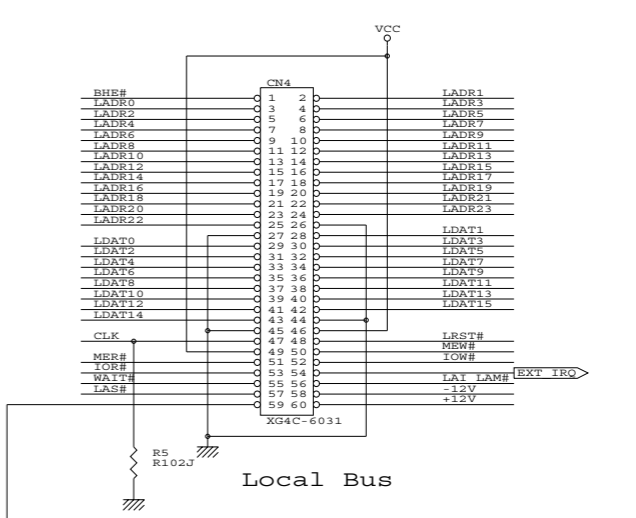 VCC
CN4
BHE# 1 2 LADR1
LADR0 3 4 LADR3
LADR2 5 6 LADR5
LADR4 7 8 LADR7
LADR6 9 10 LADR9
LADR8 11 12 LADR11
LADR10 13 14 LADR13
LADR12 15 16 LADR15
LADR14 17 18 LADR17
LADR16 19 20 LADR19
LADR18 21 22 LADR21
LADR20 23 24 LADR23
LADR22 25 26
27 28 LDAT1
LDAT0 29 30 LDAT3
LDAT2 31 32 LDAT5
LDAT4 33 34 LDAT7
LDAT6 35 36 LDAT9
LDAT8 37 38 LDAT11
LDAT10 39 40 LDAT13
LDAT12 41 42 LDAT15
LDAT14 43 44
45 46
CLK 47 48 LRST#
49 50 MEW#
MER# 51 52 IOW#
IOR# 53 54 EXT IRQ
WAIT# 55 56 LAI LAM#
LAS# 57 58 -12V
59 60 +12V
XG4C-6031
R5
R102J
Local Bus